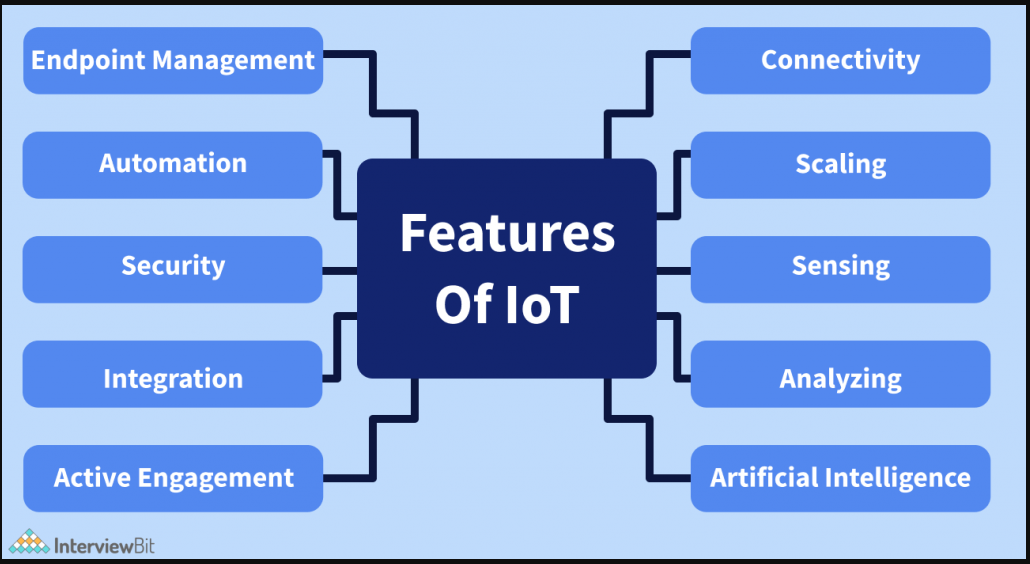 Endpoint Management
Automation
Security
Integration
Active Engagement
Features
Of IoT
Connectivity
Scaling
Sensing
Analyzing
Artificial Intelligence
InterviewBit